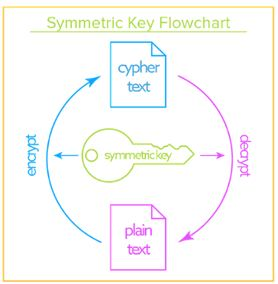 Symmetric Key Flowchart
cypher
text
encrypt
symmetric key
decrypt
plain
text